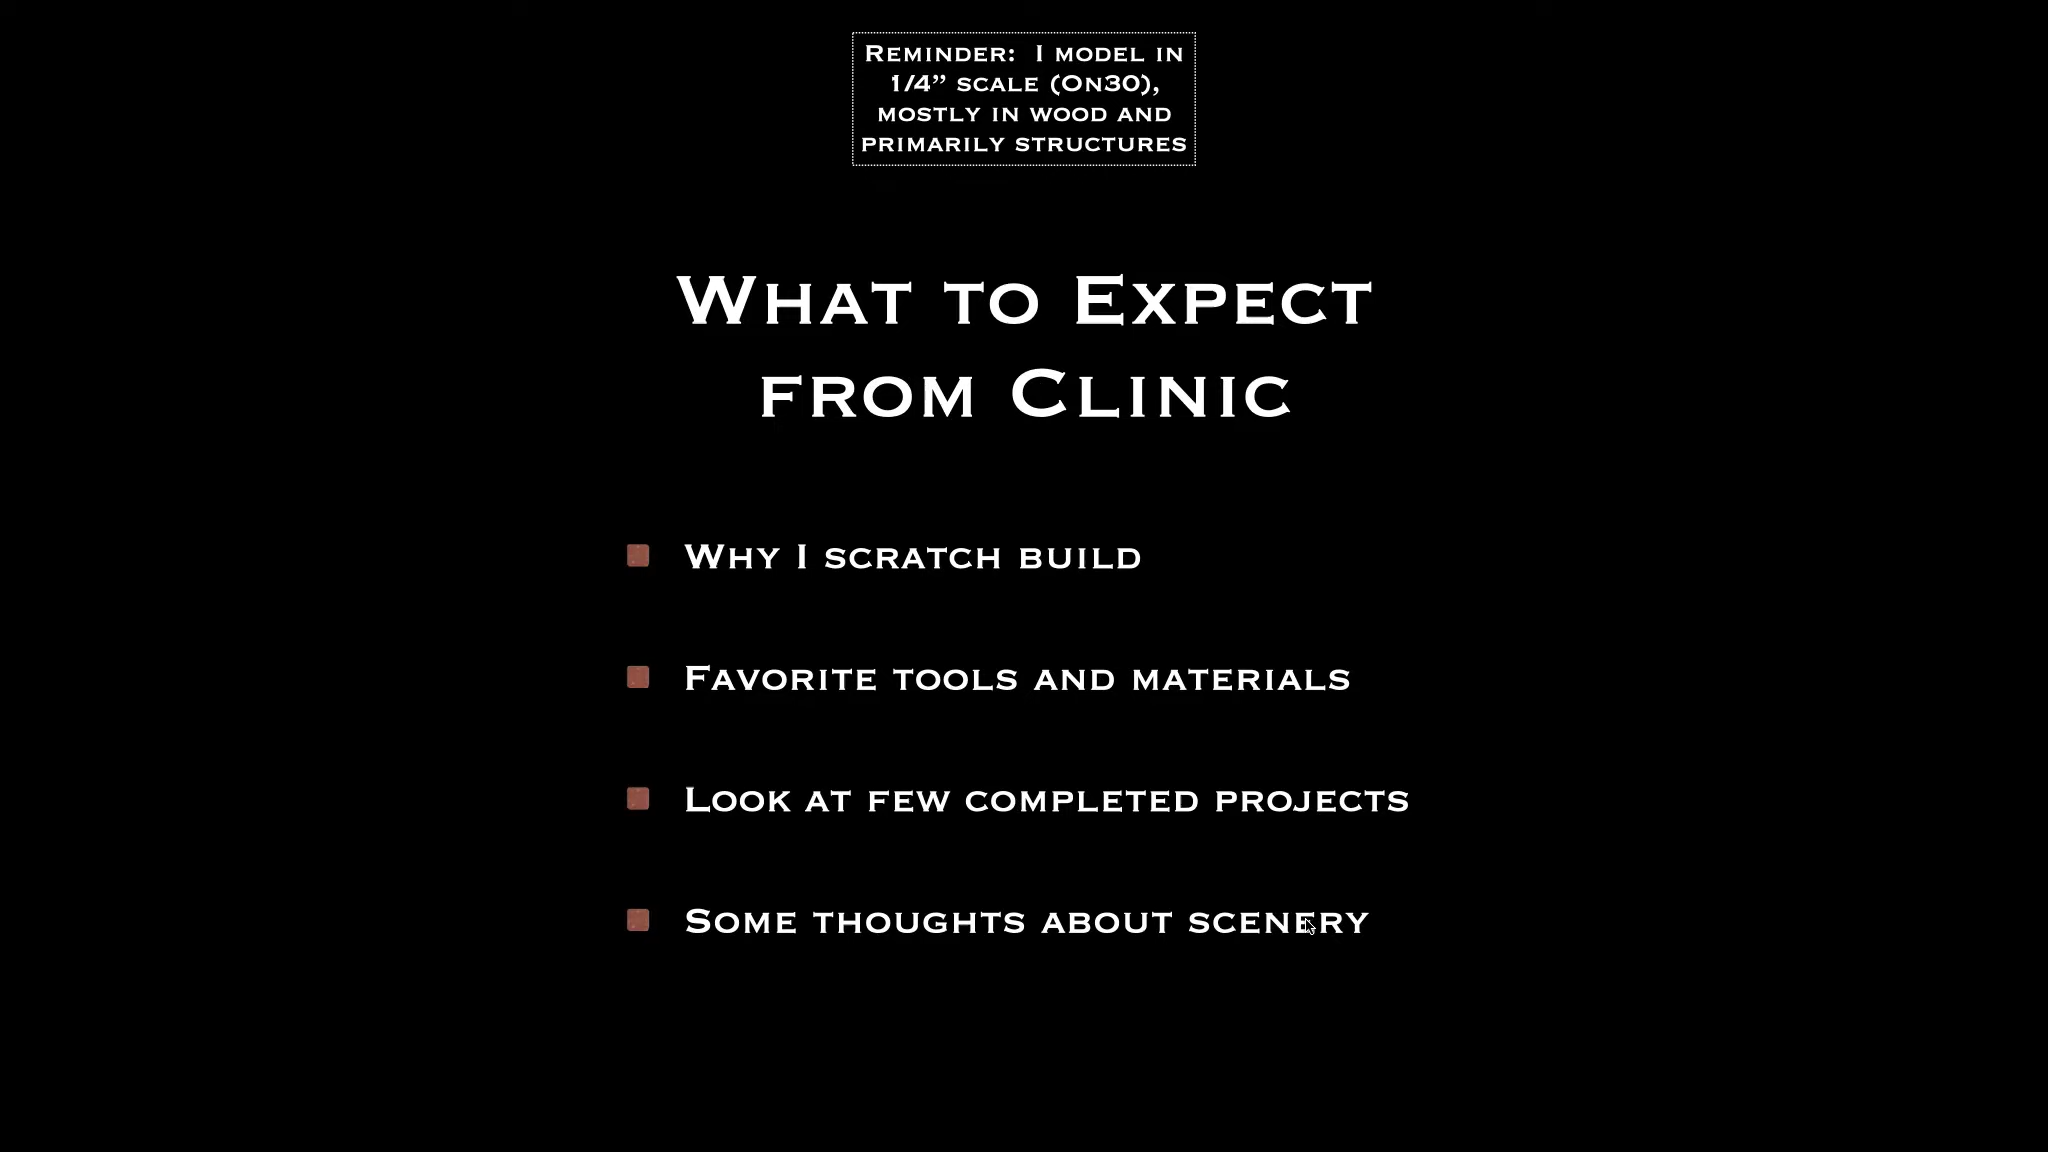 Reminder:  I model in
1/4” scale (On30),
mostly in wood and
primarily structures
What to Expect
from Clinic
Why I scratch build
Favorite tools and materials
Look at few completed projects
Some thoughts about scenery